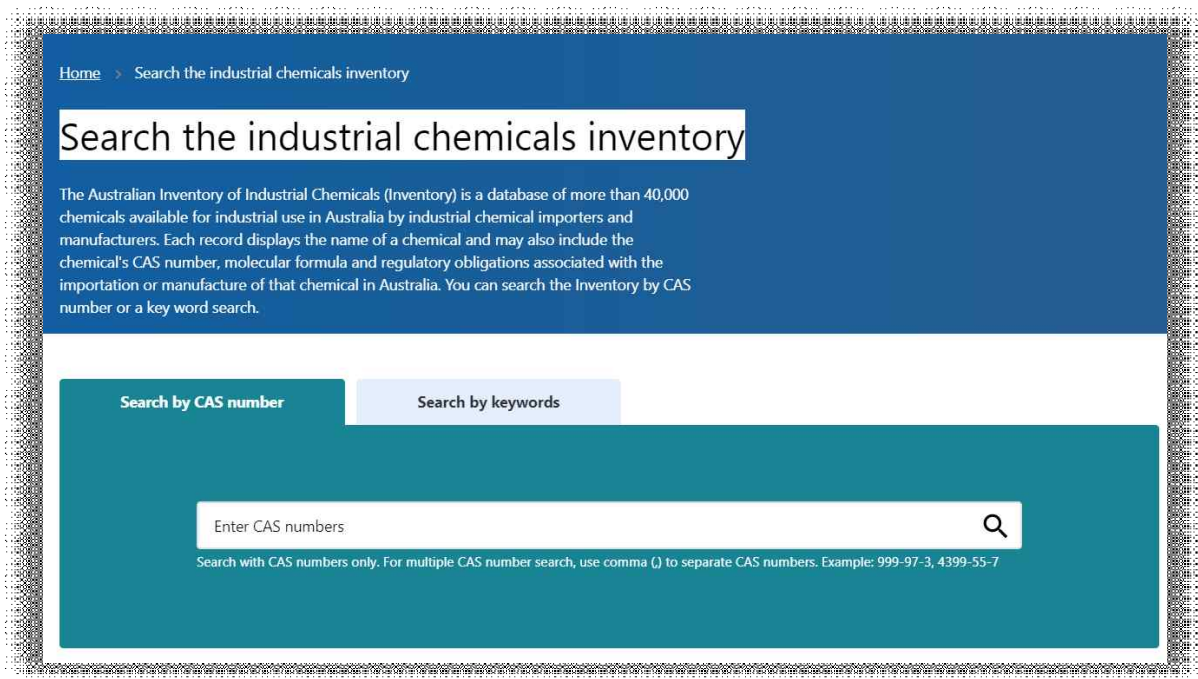 Home > Search the industrial chemicals inventory
Search the industrial chemicals inventory
The Australian Inventory of Industrial Chemicals (Inventory) is a database of more than 40,000
chemicals available for industrial use in Australia by industrial chemical importers and
manufacturers. Each record displays the name of a chemical and may also include the
chemical's CAS number, molecular formula and regulatory obligations associated with the
importation or manufacture of that chemical in Australia. You can search the Inventory by CAS
number or a key word search.
Search by CAS number Search by keywords
Enter CAS numbers
Search with CAS numbers only. For multiple CAS number search, use comma (,) to separate CAS numbers. Example: 999-97-3, 4399-55-7